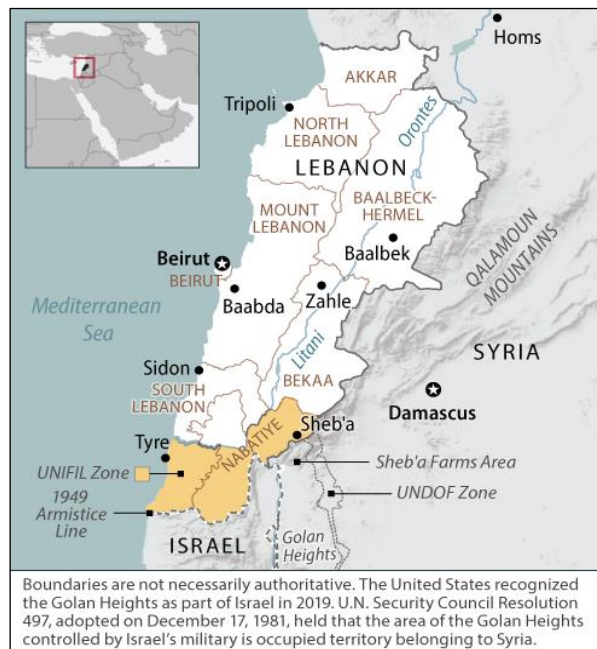 Homs
AKKAR
Tripoli
NORTH
LEBANON
Orontes
LEBANON
MOUNT
LEBANON
BAALBECK-
HERMEL
QALAMOUN
MOUNTAINS
Beirut
BEIRUT
Baalbek
Baabda
Zahle
Mediterranean
Sea
Litani
SYRIA
Sidon
BEKAA
SOUTH
LEBANON
Damascus
NABATIYE
Sheb'a
Tyre
UNIFIL Zone
Sheb'a Farms Area
1949
Armistice
Line
UNDOF Zone
ISRAEL
Golan
Heights
Boundaries are not necessarily authoritative. The United States recognized
the Golan Heights as part of Israel in 2019. U.N. Security Council Resolution
497, adopted on December 17, 1981, held that the area of the Golan Heights
controlled by Israel's military is occupied territory belonging to Syria.